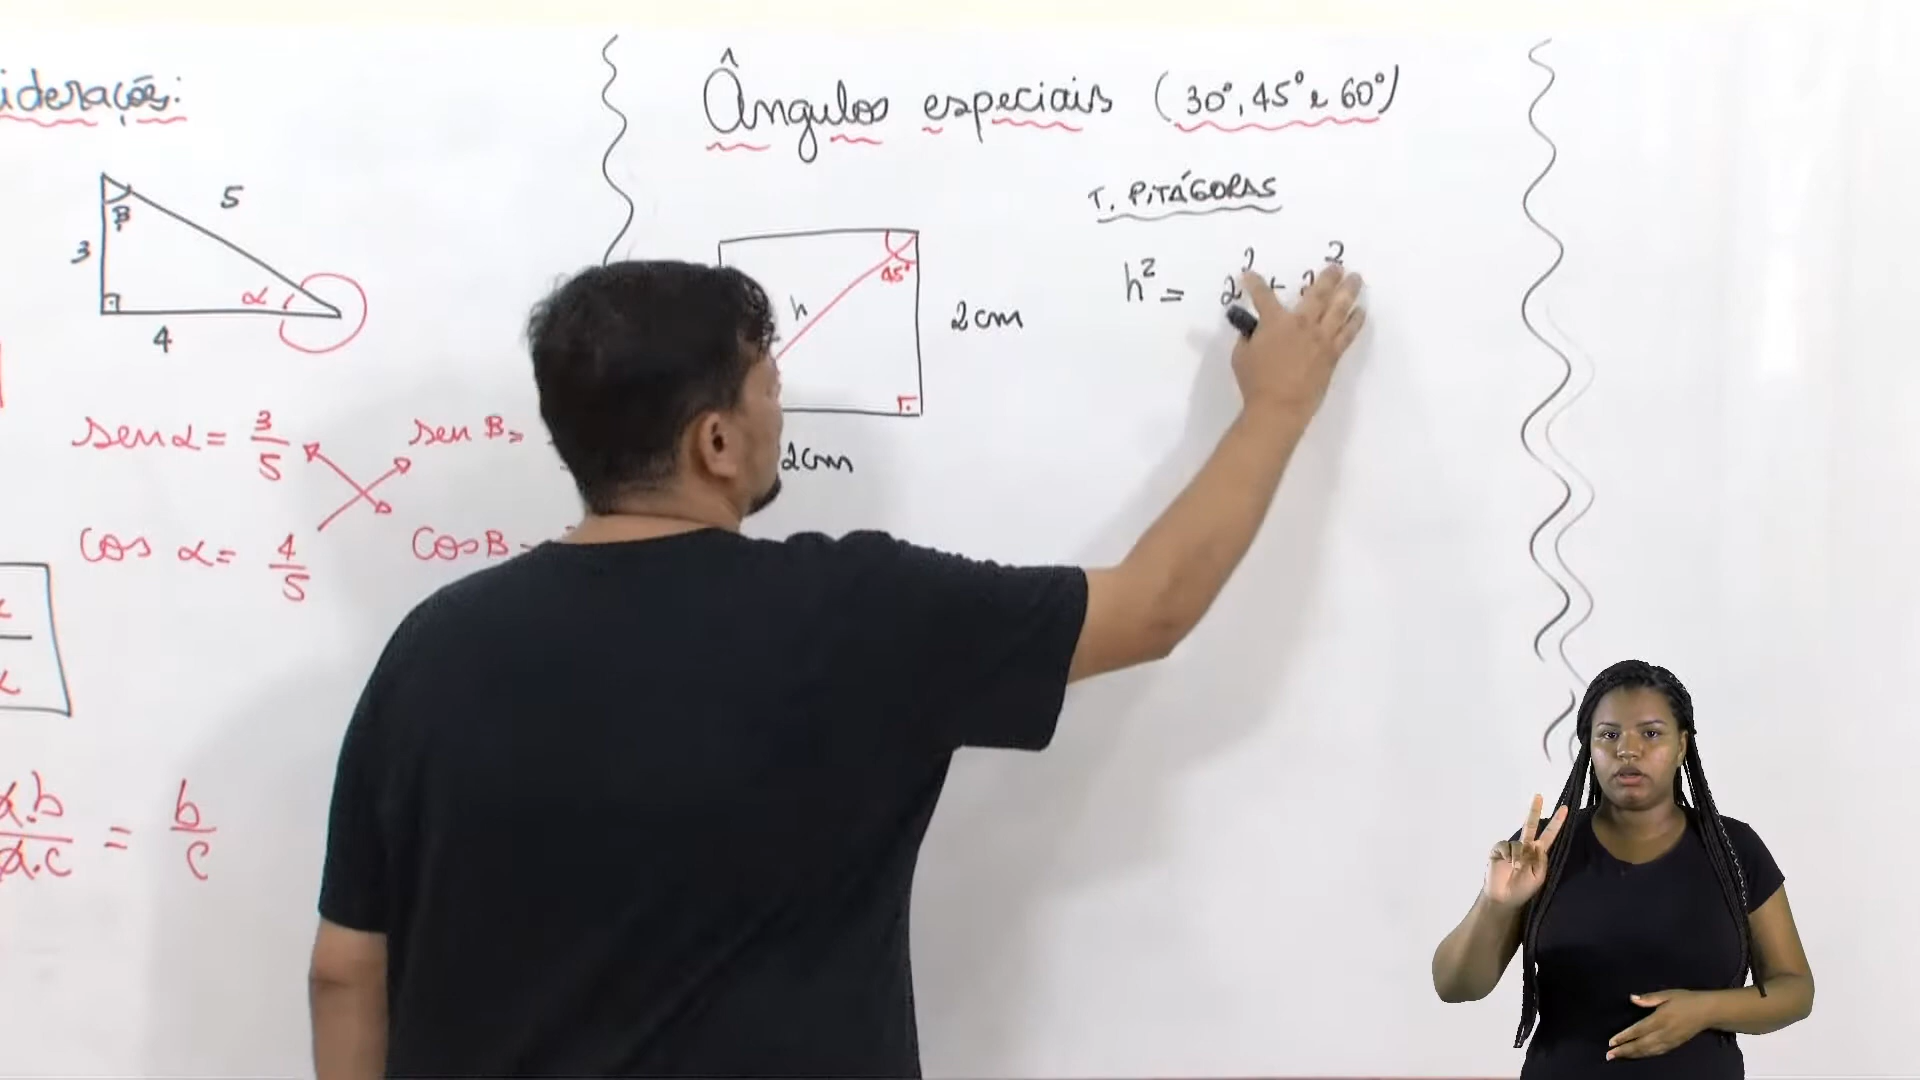 iderações:
Ângulos especiais (30°, 45° e 60°)
B
5
3
α
4
T. PITÁGORAS
h² = 2² + 2²
45°
h
2cm
2cm
sen α = 3/5
sen B =
cos α = 4/5
cos B =
a.b/a.c = b/c